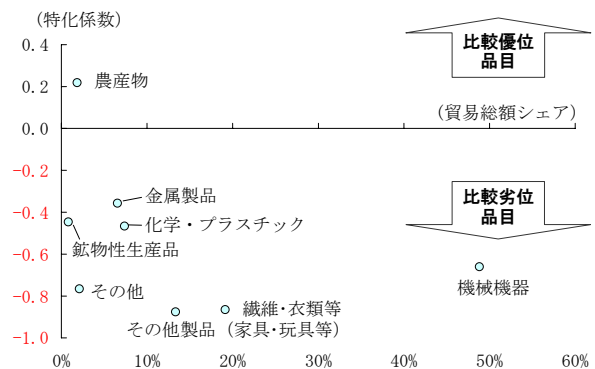 (特化係数)
0.4
0.2
0.0
-0.2
-0.4
-0.6
-0.8
-1.0
比較優位
品目
農産物
(貿易総額シェア)
金属製品
化学・プラスチック
鉱物性生産品
比較劣位
品目
その他
機械機器
繊維・衣類等
その他製品（家具・玩具等）
0%
10%
20%
30%
40%
50%
60%